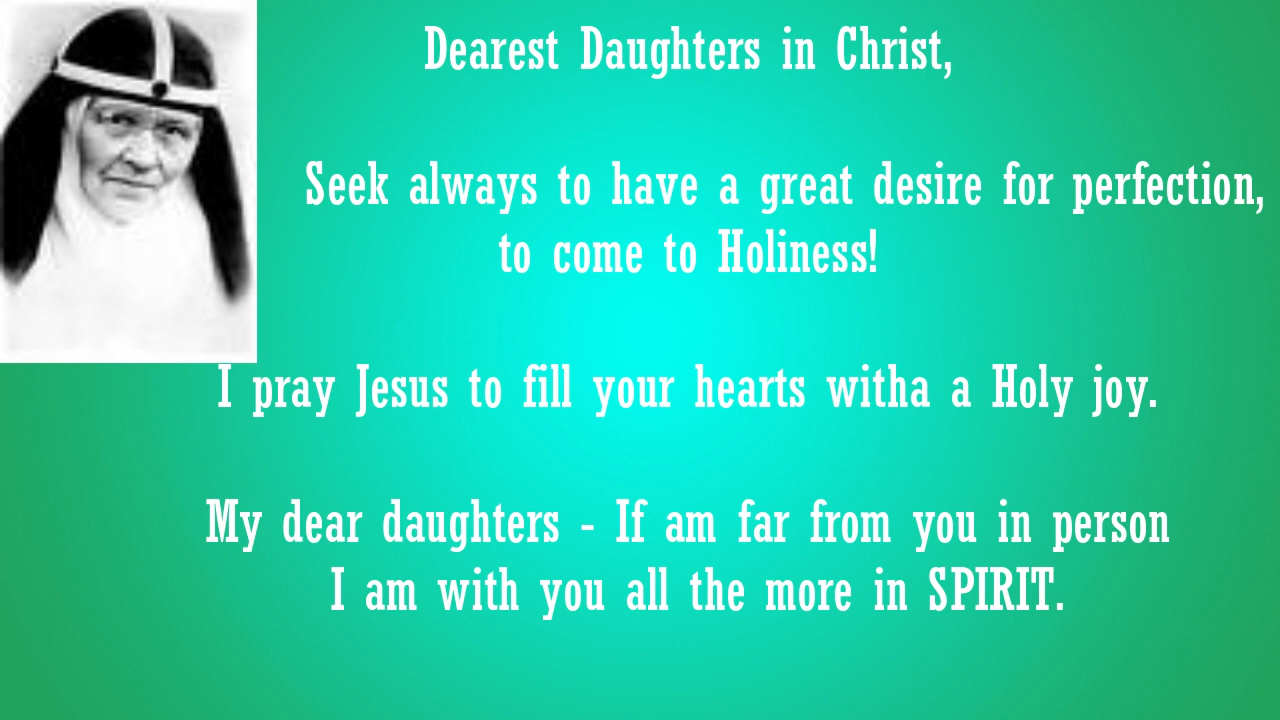 Dearest Daughters in Christ,
Seek always to have a great desire for perfection,
to come to Holiness!
I pray Jesus to fill your hearts witha a Holy joy.
My dear daughters - If am far from you in person
I am with you all the more in SPIRIT.